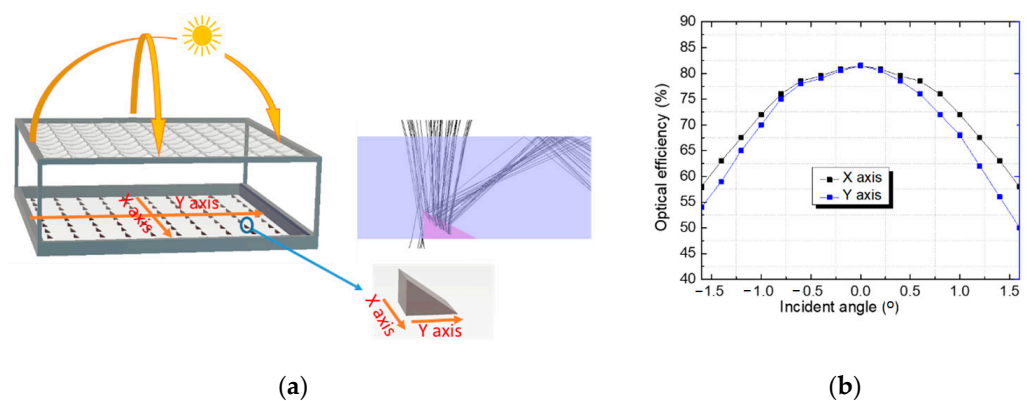 X axis
Y axis
X axis
Y axis
(a)
90
85
80
75
70
65
60
55
50
45
40
Optical efficiency (%)
X axis
Y axis
−1.5 −1.0 −0.5 0.0 0.5 1.0 1.5
Incident angle (º)
(b)